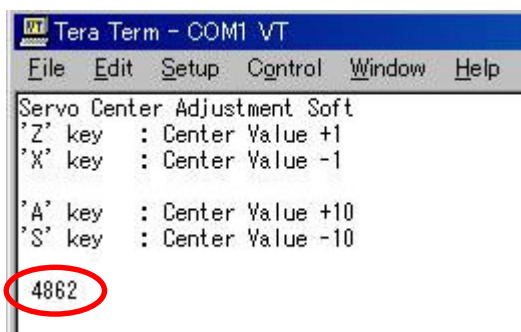 Tera Term - COM1 VT
File Edit Setup Control Window Help
Servo Center Adjustment Soft
'Z' key : Center Value +1
'X' key : Center Value -1
'A' key : Center Value +10
'S' key : Center Value -10
4862